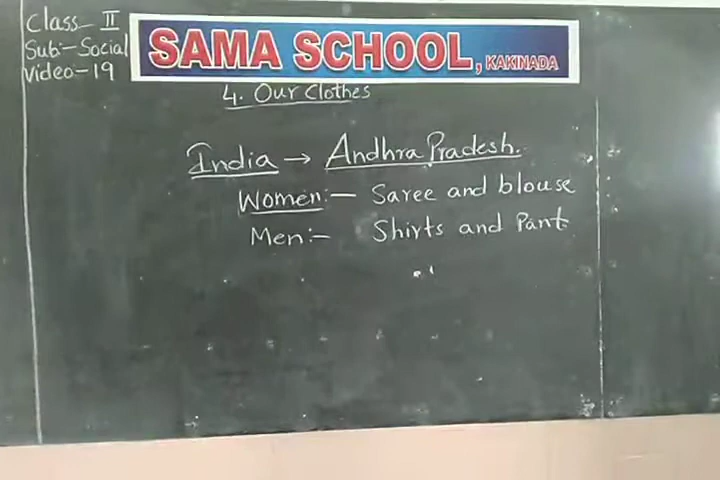 Class- II
Sub:- Social
Video-19
SAMA SCHOOL, KAKINADA
4. Our Clothes
India → Andhra Pradesh.
Women:- Saree and blouse
Men:- Shirts and Pant